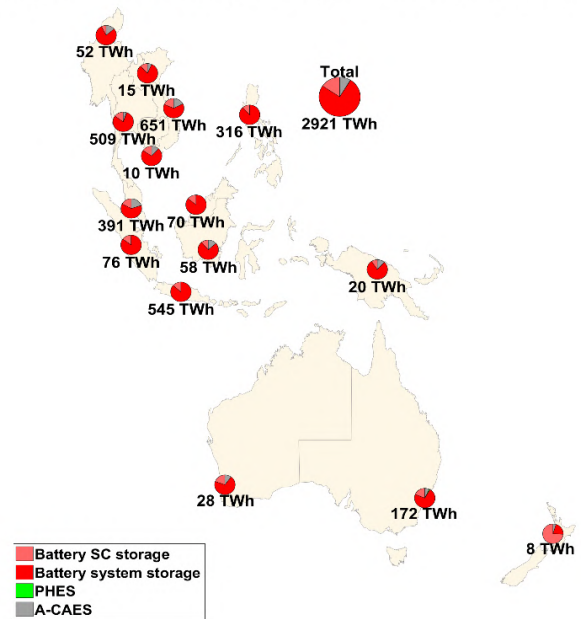 52 TWh
Total
15 TWh
2921 TWh
651 TWh
316 TWh
509 TWh
10 TWh
391 TWh
70 TWh
76 TWh
58 TWh
20 TWh
545 TWh
28 TWh
172 TWh
8 TWh
Battery SC storage
Battery system storage
PHES
A-CAES